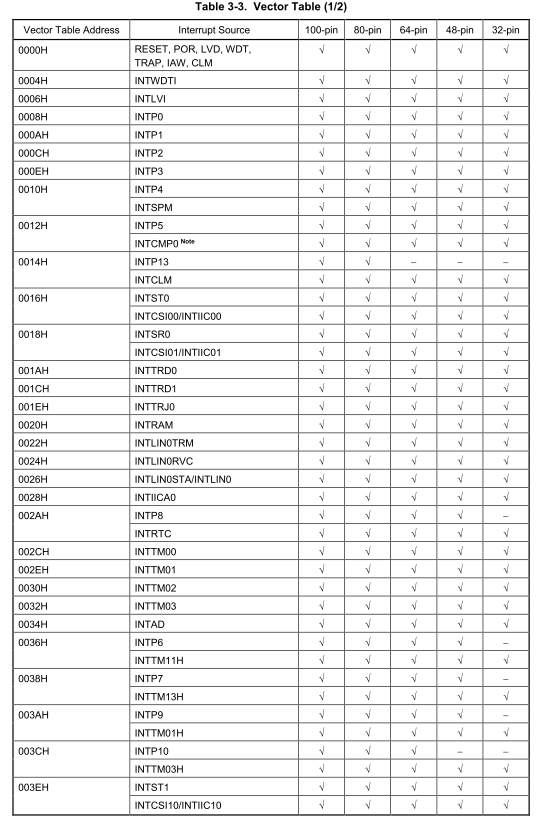 Table 3-3. Vector Table (1/2)
Vector Table Address Interrupt Source 100-pin 80-pin 64-pin 48-pin 32-pin
0000H RESET, POR, LVD, WDT, √ √ √ √ √
TRAP, IAW, CLM
0004H INTWDTI √ √ √ √ √
0006H INTLVI √ √ √ √ √
0008H INTP0 √ √ √ √ √
000AH INTP1 √ √ √ √ √
000CH INTP2 √ √ √ √ √
000EH INTP3 √ √ √ √ √
0010H INTP4 √ √ √ √ √
INTSPM √ √ √ √ √
0012H INTP5 √ √ √ √ √
INTCMP0 Note √ √ √ √ √
0014H INTP13 √ √ – – –
INTCLM √ √ √ √ √
0016H INTST0 √ √ √ √ √
INTCSI00/INTIIC00 √ √ √ √ √
0018H INTSR0 √ √ √ √ √
INTCSI01/INTIIC01 √ √ √ √ √
001AH INTTRD0 √ √ √ √ √
001CH INTTRD1 √ √ √ √ √
001EH INTTRJ0 √ √ √ √ √
0020H INTRAM √ √ √ √ √
0022H INTLIN0TRM √ √ √ √ √
0024H INTLIN0RVC √ √ √ √ √
0026H INTLIN0STA/INTLIN0 √ √ √ √ √
0028H INTIICA0 √ √ √ √ √
002AH INTP8 √ √ √ √ –
INTRTC √ √ √ √ √
002CH INTTM00 √ √ √ √ √
002EH INTTM01 √ √ √ √ √
0030H INTTM02 √ √ √ √ √
0032H INTTM03 √ √ √ √ √
0034H INTAD √ √ √ √ √
0036H INTP6 √ √ √ √ –
INTTM11H √ √ √ √ √
0038H INTP7 √ √ √ √ –
INTTM13H √ √ √ √ √
003AH INTP9 √ √ √ √ –
INTTM01H √ √ √ √ √
003CH INTP10 √ √ √ – –
INTTM03H √ √ √ √ √
003EH INTST1 √ √ √ √ √
INTCSI10/INTIIC10 √ √ √ √ √